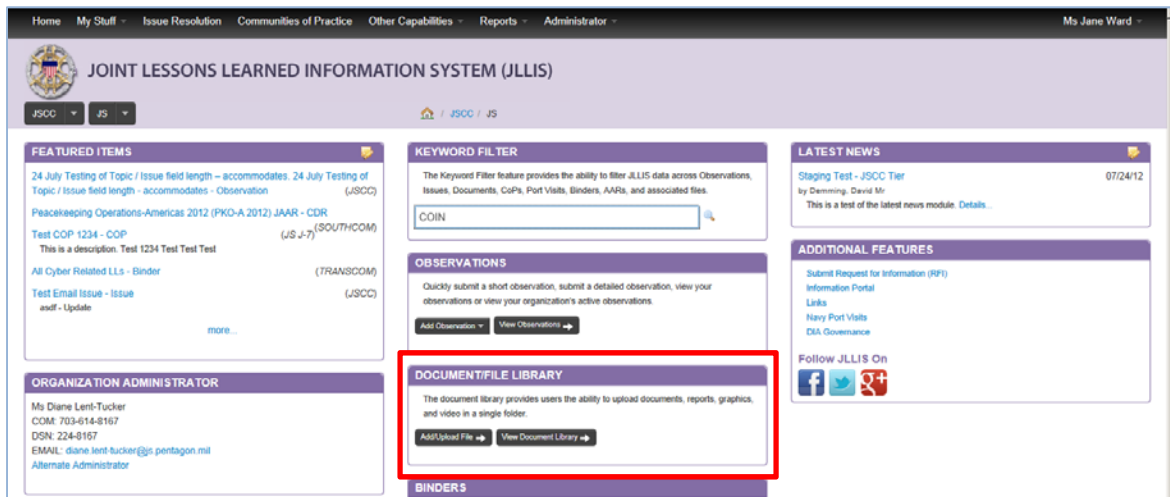 Home My Stuff Issue Resolution Communities of Practice Other Capabilities Reports Administrator Ms Jane Ward
JOINT LESSONS LEARNED INFORMATION SYSTEM (JLLIS)
JSCC JS / JSCC / JS
FEATURED ITEMS
24 July Testing of Topic / Issue field length – accommodates. 24 July Testing of
Topic / Issue field length - accommodates - Observation (JSCC)
Peacekeeping Operations-Americas 2012 (PKO-A 2012) JAAR - CDR
(SOUTHCOM)
Test COP 1234 - COP (JS J-7)
This is a description. Test 1234 Test Test Test
All Cyber Related LLs - Binder (TRANSCOM)
Test Email Issue - Issue (JSCC)
asdf - Update
more...
ORGANIZATION ADMINISTRATOR
Ms Diane Lent-Tucker
COM: 703-614-8167
DSN: 224-8167
EMAIL: diane.lent-tucker@js.pentagon.mil
Alternate Administrator
KEYWORD FILTER
The Keyword Filter feature provides the ability to filter JLLIS data across Observations,
Issues, Documents, CoPs, Port Visits, Binders, AARs, and associated files.
COIN
OBSERVATIONS
Quickly submit a short observation, submit a detailed observation, view your
observations or view your organization's active observations.
Add Observation View Observations
DOCUMENT/FILE LIBRARY
The document library provides users the ability to upload documents, reports, graphics,
and video in a single folder.
Add/Upload File View Document Library
BINDERS
LATEST NEWS
Staging Test - JSCC Tier 07/24/12
by Demming, David Mr
This is a test of the latest news module. Details...
ADDITIONAL FEATURES
Submit Request for Information (RFI)
Information Portal
Links
Navy Port Visits
DIA Governance
Follow JLLIS On
f g+